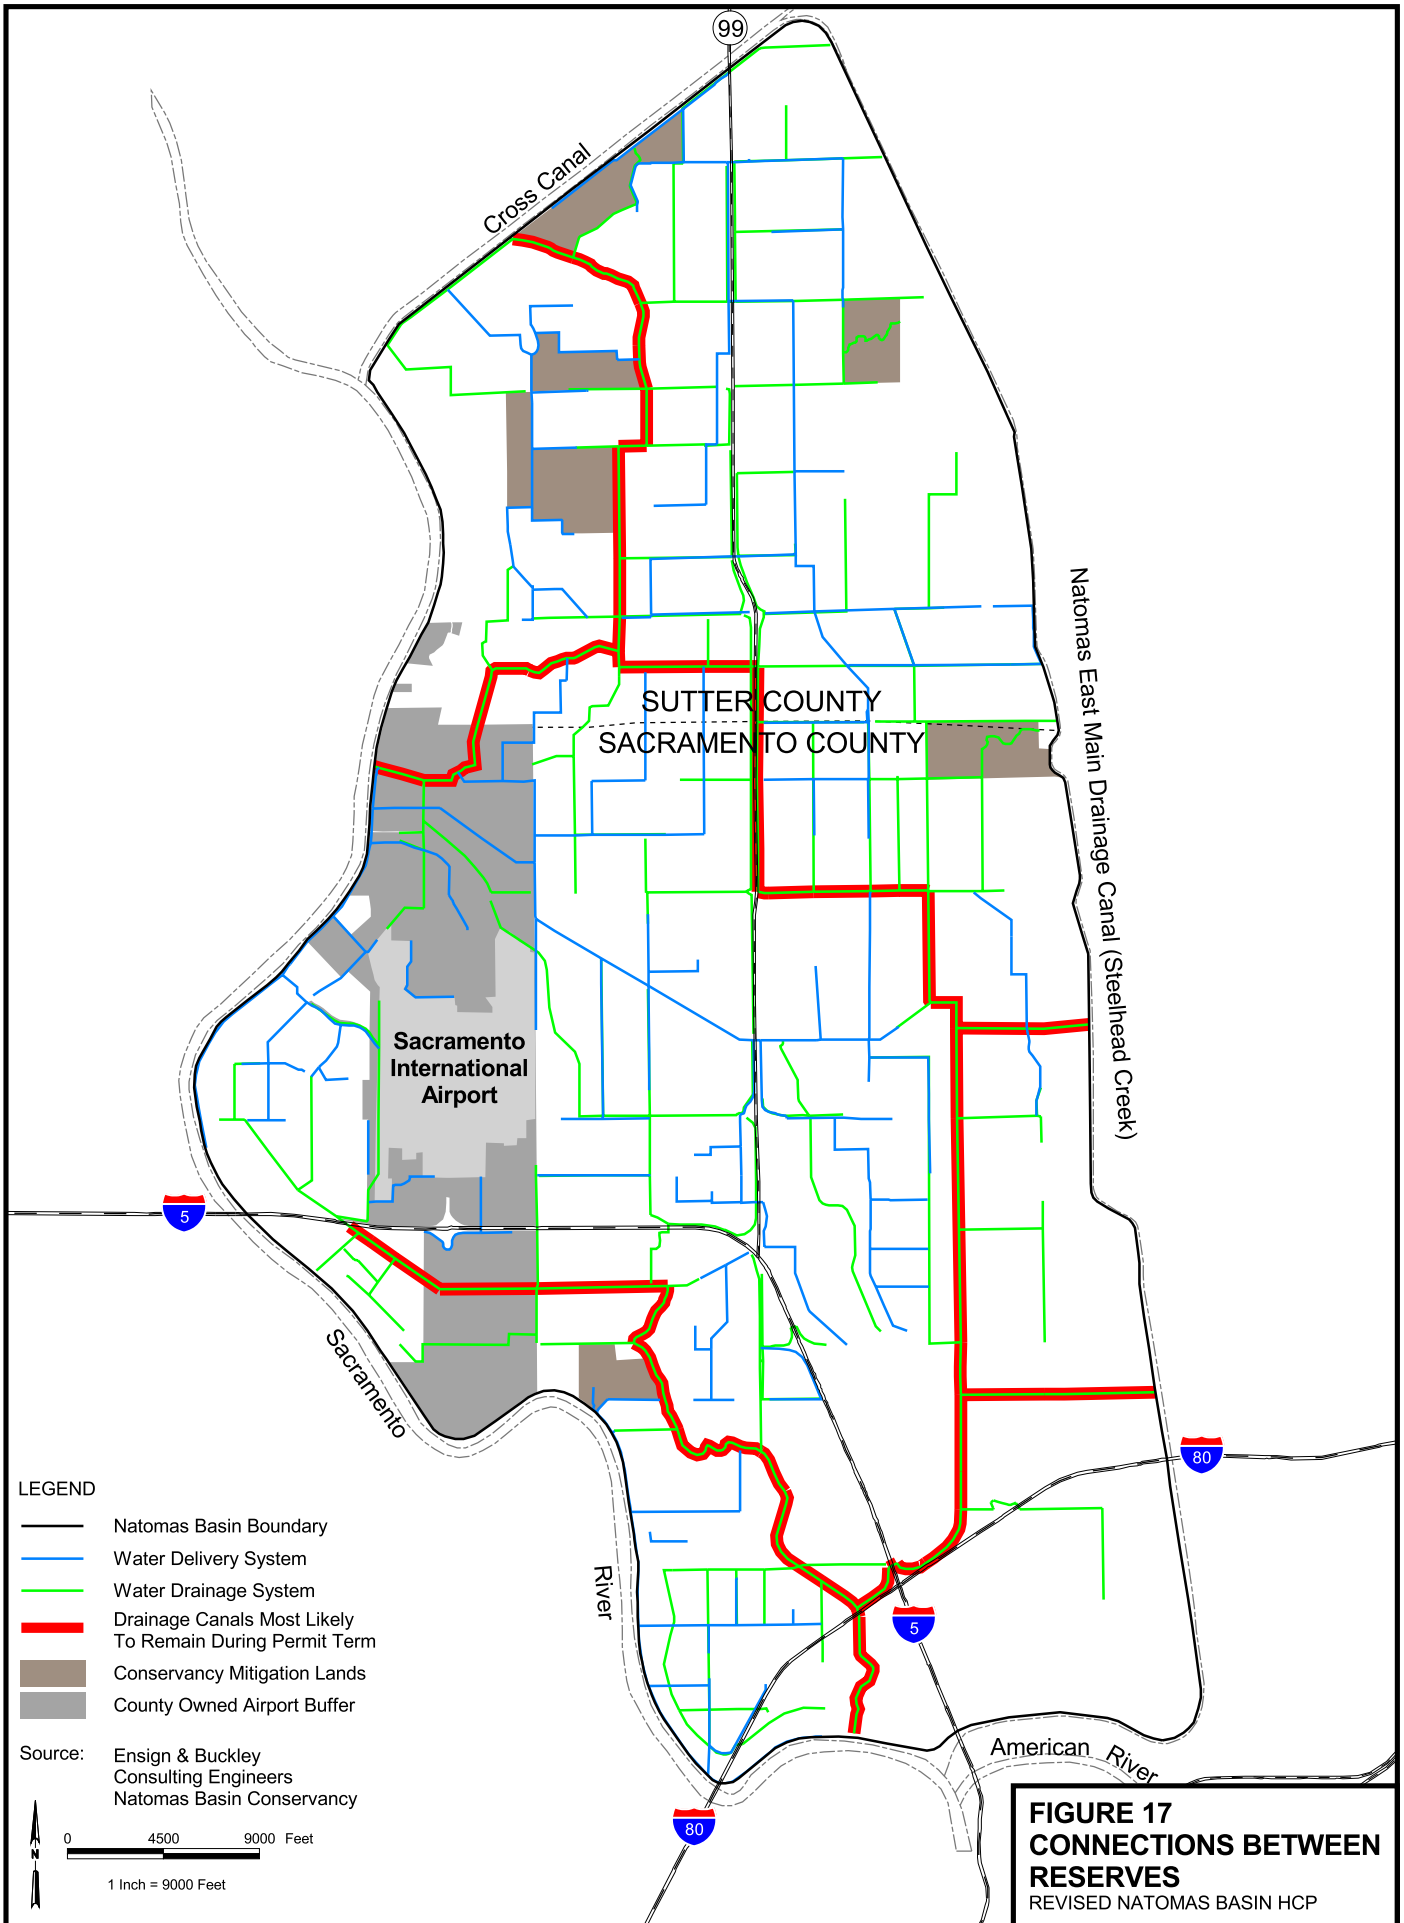 99
Cross Canal
Natomas East Main Drainage Canal (Steelhead Creek)
SUTTER COUNTY
SACRAMENTO COUNTY
Sacramento
International
Airport
5
Sacramento
River
80
5
American River
80
LEGEND
Natomas Basin Boundary
Water Delivery System
Water Drainage System
Drainage Canals Most Likely
To Remain During Permit Term
Conservancy Mitigation Lands
County Owned Airport Buffer
Source:
Ensign & Buckley
Consulting Engineers
Natomas Basin Conservancy
N
0 4500 9000 Feet
1 Inch = 9000 Feet
FIGURE 17
CONNECTIONS BETWEEN
RESERVES
REVISED NATOMAS BASIN HCP